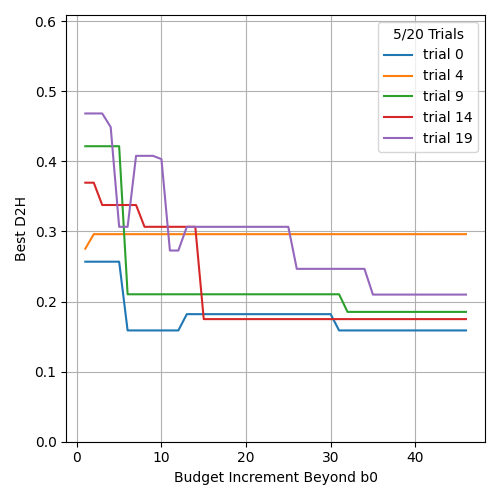 5/20 Trials
trial 0
trial 4
trial 9
trial 14
trial 19
0.6
0.5
0.4
0.3
0.2
0.1
0.0
Best D2H
0 10 20 30 40
Budget Increment Beyond b0